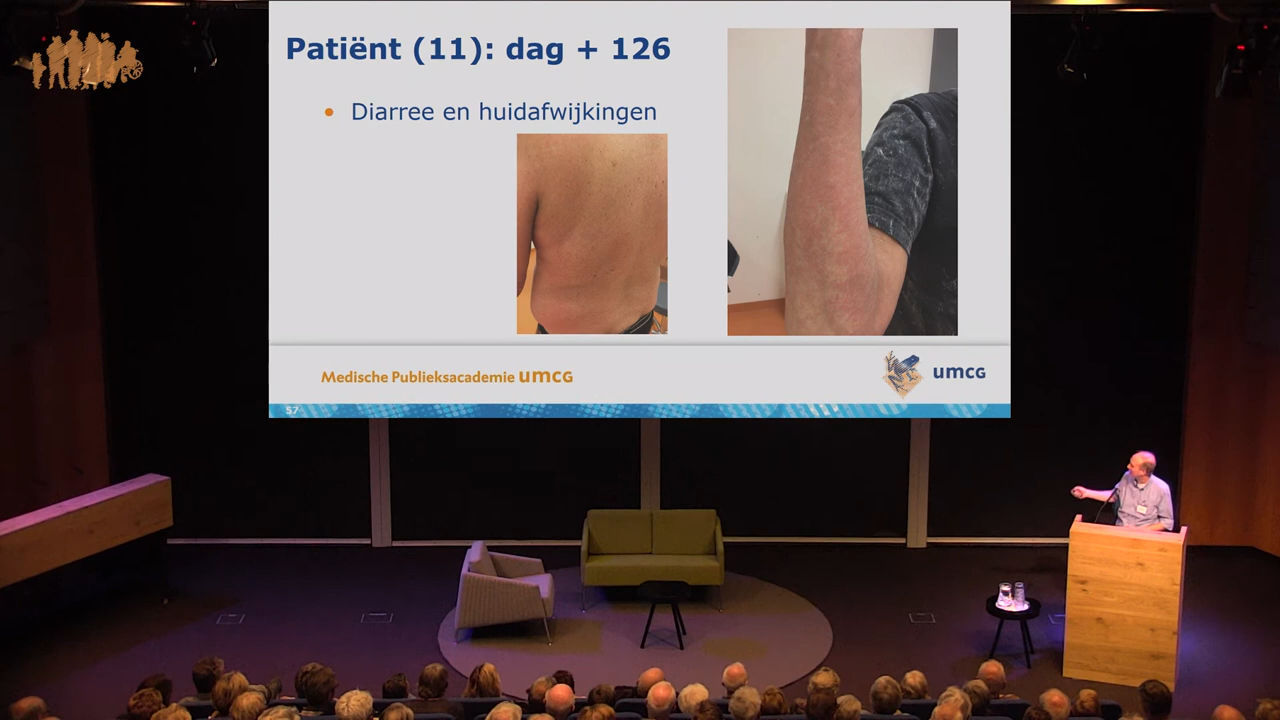 Patiënt (11): dag + 126
• Diarree en huidafwijkingen
Medische Publieksacademie umcg
umcg
57